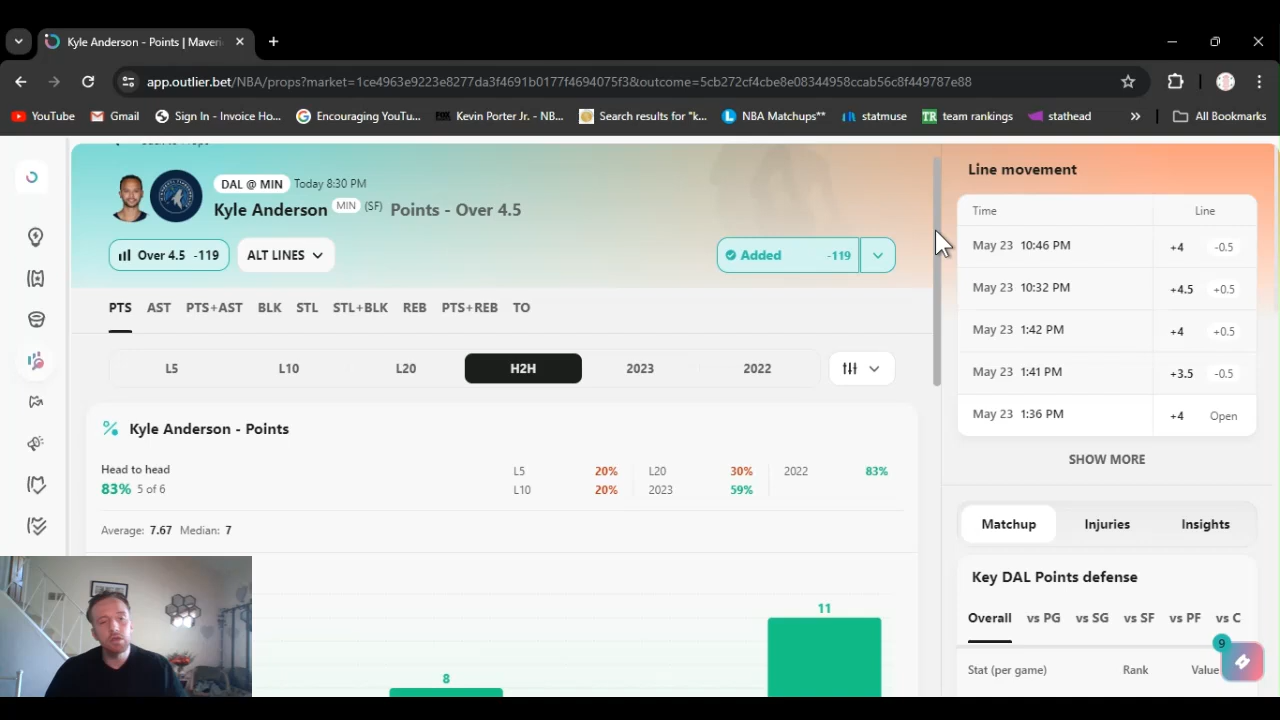 Kyle Anderson - Points | Maveri
app.outlier.bet/NBA/props?market=1ce4963e9223e8277da3f4691b0177f4694075f3&outcome=5cb272cf4cbe8e08344958ccab56c8f449787e88
YouTube
Gmail
Sign In - Invoice Ho...
Encouraging YouTu...
Kevin Porter Jr. - NB...
Search results for "k...
NBA Matchups**
statmuse
TR team rankings
stathead
All Bookmarks
DAL @ MIN Today 8:30 PM
Kyle Anderson MIN (SF) Points - Over 4.5
Over 4.5 -119
ALT LINES
Added -119
PTS AST PTS+AST BLK STL STL+BLK REB PTS+REB TO
L5 L10 L20 H2H 2023 2022
Kyle Anderson - Points
Head to head
83% 5 of 6
L5 20% L20 30% 2022 83%
L10 20% 2023 59%
Average: 7.67 Median: 7
8
11
Line movement
Time Line
May 23 10:46 PM +4 -0.5
May 23 10:32 PM +4.5 +0.5
May 23 1:42 PM +4 +0.5
May 23 1:41 PM +3.5 -0.5
May 23 1:36 PM +4 Open
SHOW MORE
Matchup Injuries Insights
Key DAL Points defense
Overall vs PG vs SG vs SF vs PF vs C
9
Stat (per game) Rank Value